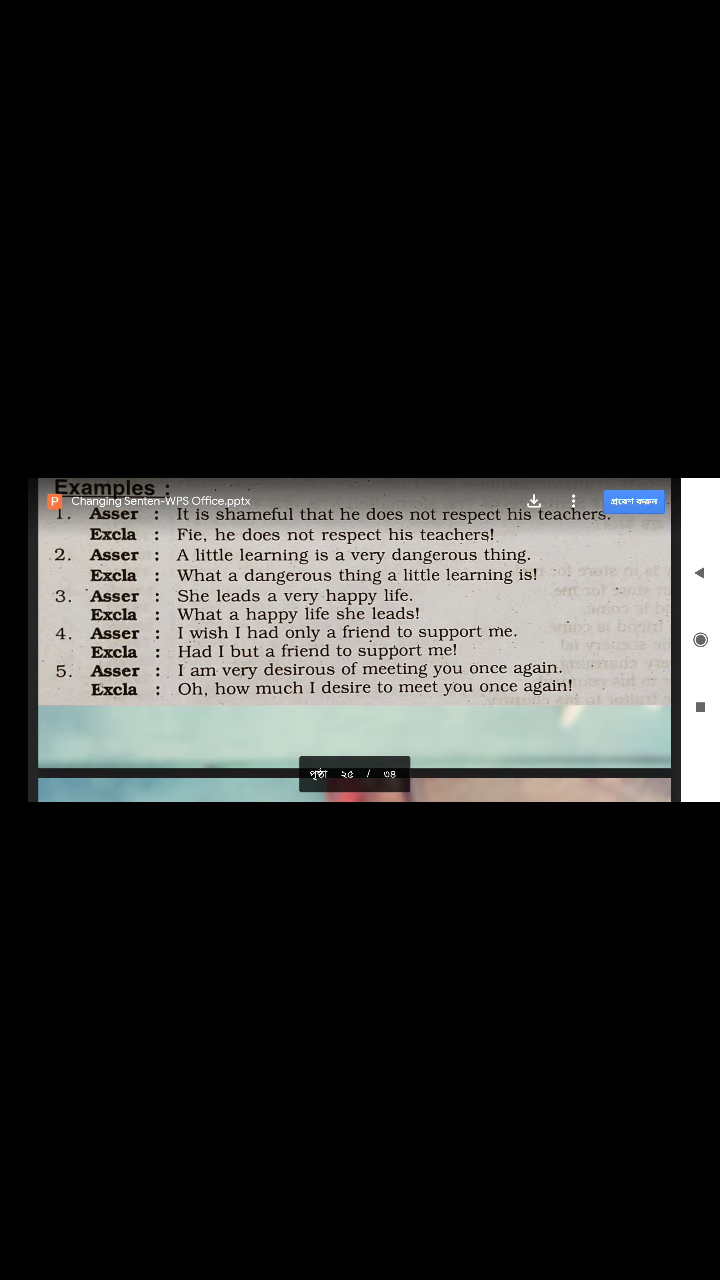 Examples :
Changing Senten-WPS Office.pptx
প্রবেশ করুন
1. Asser : It is shameful that he does not respect his teachers.
Excla : Fie, he does not respect his teachers!
2. Asser : A little learning is a very dangerous thing.
Excla : What a dangerous thing a little learning is!
3. Asser : She leads a very happy life.
Excla : What a happy life she leads!
4. Asser : I wish I had only a friend to support me.
Excla : Had I but a friend to support me!
5. Asser : I am very desirous of meeting you once again.
Excla : Oh, how much I desire to meet you once again!
পৃষ্ঠা ২৫ / ৩৪